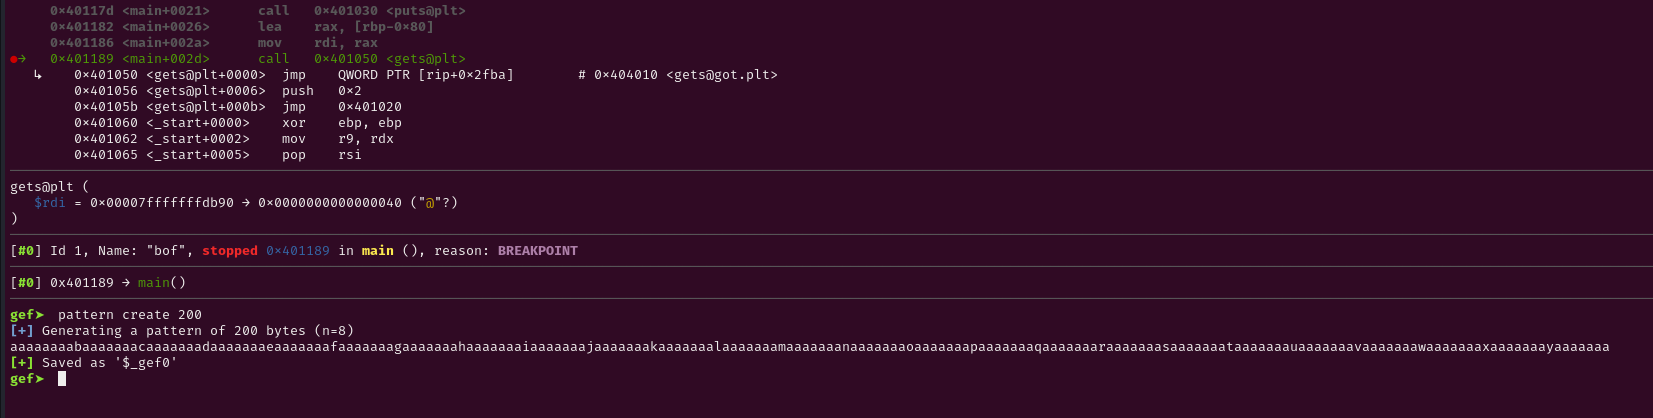 0×40117d <main+0021> call 0×401030 <puts@plt>
0×401182 <main+0026> lea rax, [rbp-0×80]
0×401186 <main+002a> mov rdi, rax
●→ 0×401189 <main+002d> call 0×401050 <gets@plt>
↳ 0×401050 <gets@plt+0000> jmp QWORD PTR [rip+0×2fba] # 0×404010 <gets@got.plt>
0×401056 <gets@plt+0006> push 0×2
0×40105b <gets@plt+000b> jmp 0×401020
0×401060 <_start+0000> xor ebp, ebp
0×401062 <_start+0002> mov r9, rdx
0×401065 <_start+0005> pop rsi
gets@plt (
$rdi = 0×00007fffffffdb90 → 0×0000000000000040 ("@"?)
)
[#0] Id 1, Name: "bof", stopped 0×401189 in main (), reason: BREAKPOINT
[#0] 0x401189 → main()
gef➤ pattern create 200
[+] Generating a pattern of 200 bytes (n=8)
aaaaaaaabaaaaaaacaaaaaaadaaaaaaaeaaaaaaafaaaaaaagaaaaaaahaaaaaaaiaaaaaaajaaaaaaakaaaaaaalaaaaaaamaaaaaaanaaaaaaaoaaaaaaapaaaaaaaqaaaaaaaraaaaaaasaaaaaaataaaaaaauaaaaaaavaaaaaaawaaaaaaaxaaaaaaayaaaaaaa
[+] Saved as '$_gef0'
gef➤